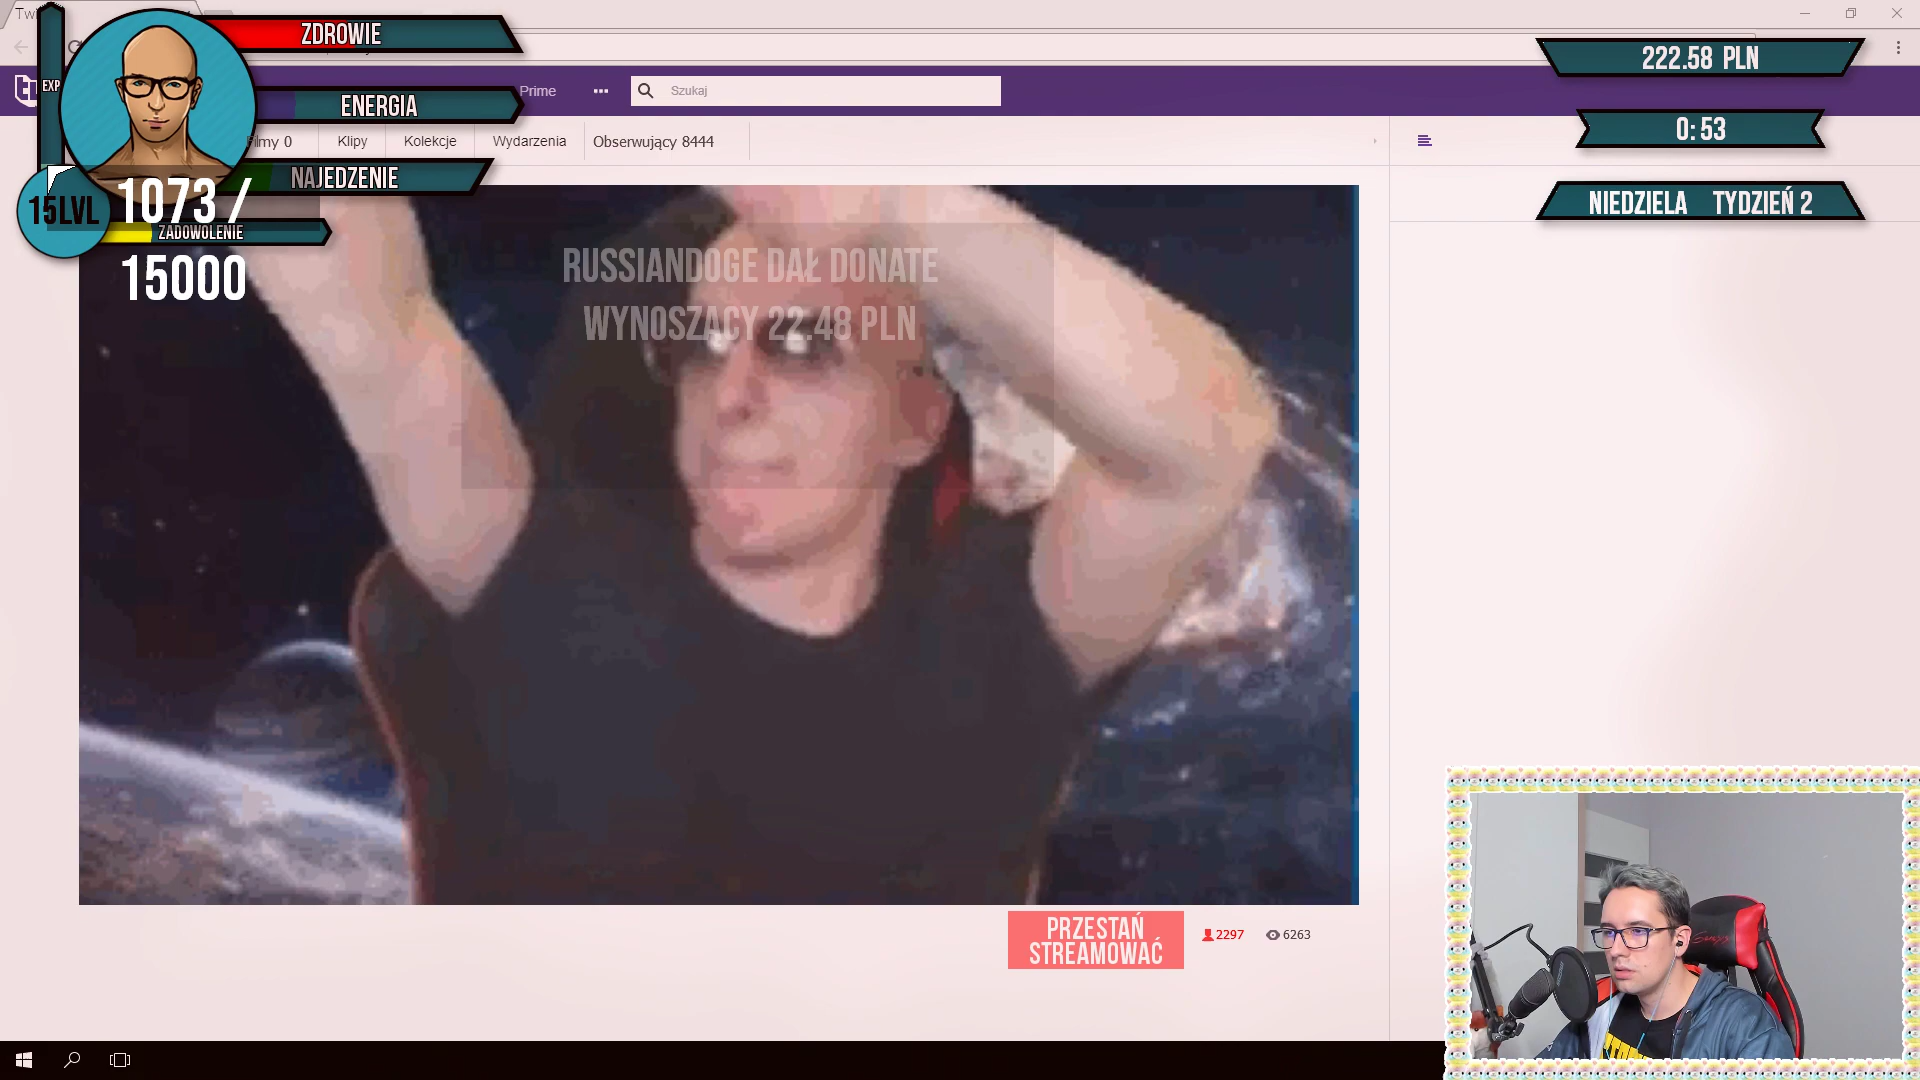 Twi
ZDROWIE
EXP
ENERGIA
Prime
Szukaj
222.58 PLN
0:53
Filmy 0
Klipy
Kolekcje
Wydarzenia
Obserwujący 8444
NAJEDZENIE
15LVL
1073 /
15000
ZADOWOLENIE
NIEDZIELA TYDZIEŃ 2
RUSSIANDOGE DAŁ DONATE
WYNOSZĄCY 22.48 PLN
PRZESTAŃ
STREAMOWAĆ
2297
6263